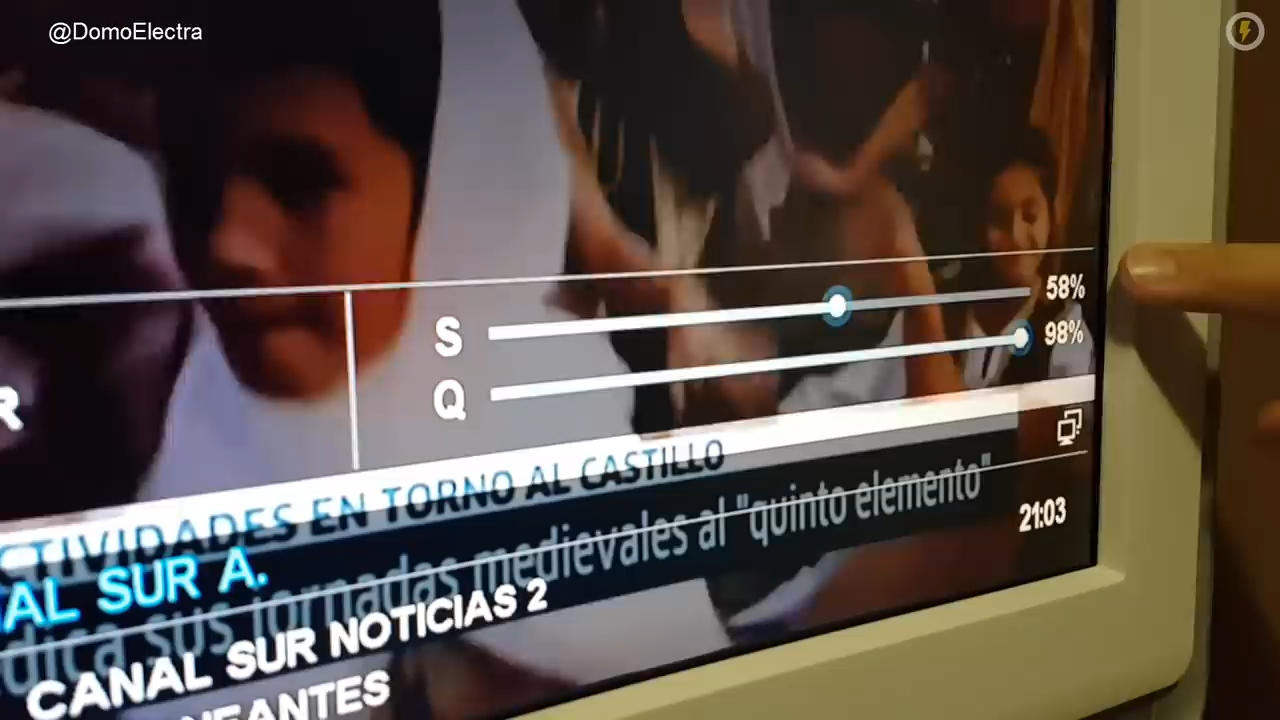 @DomoElectra
S 58%
Q 98%
R
TIVIDADES EN TORNO AL CASTILLO
dica sus jornadas medievales al "quinto elemento"
21:03
AL SUR A.
CANAL SUR NOTICIAS 2
NFANTES